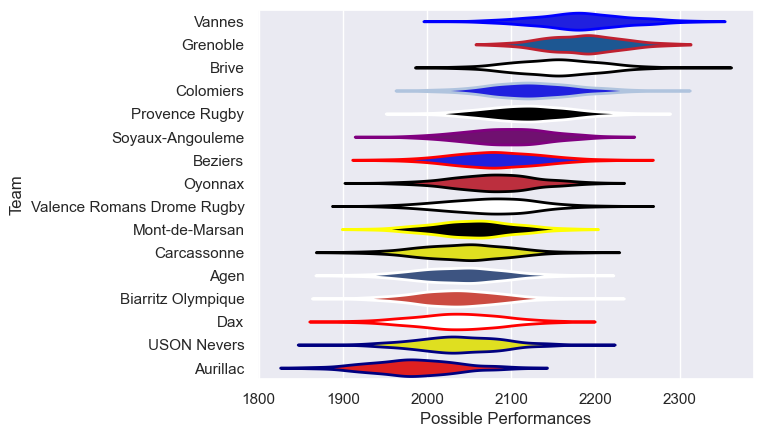 Vannes
Grenoble
Brive
Colomiers
Provence Rugby
Soyaux-Angouleme
Beziers
Oyonnax
Valence Romans Drome Rugby
Mont-de-Marsan
Carcassonne
Agen
Biarritz Olympique
Dax
USON Nevers
Aurillac
Team
1800 1900 2000 2100 2200 2300
Possible Performances